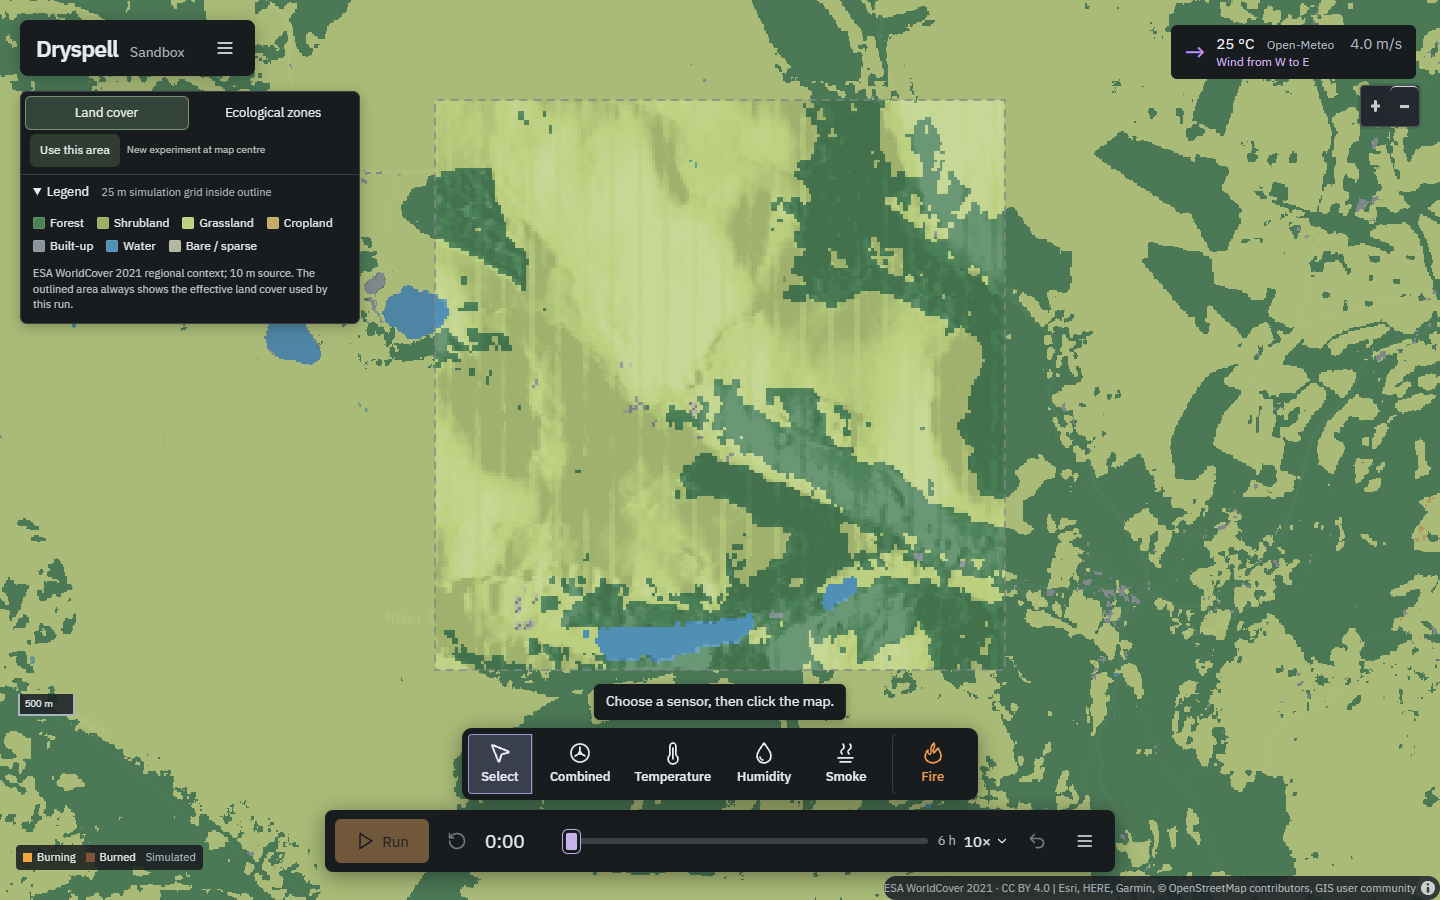 Dryspell Sandbox
25 °C Open-Meteo 4.0 m/s
Wind from W to E
+ −
Land cover Ecological zones
Use this area New experiment at map centre
▼ Legend 25 m simulation grid inside outline
Forest Shrubland Grassland Cropland
Built-up Water Bare / sparse
ESA WorldCover 2021 regional context; 10 m source. The
outlined area always shows the effective land cover used by
this run.
500 m
Choose a sensor, then click the map.
Select Combined Temperature Humidity Smoke Fire
Run 0:00 6 h 10×
Burning Burned Simulated
ESA WorldCover 2021 · CC BY 4.0 | Esri, HERE, Garmin, © OpenStreetMap contributors, GIS user community